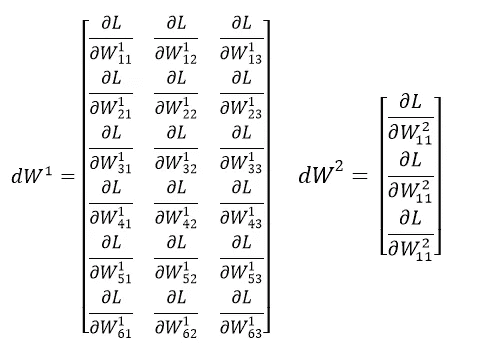 dW¹ = [ ∂L/∂W¹₁₁ ∂L/∂W¹₁₂ ∂L/∂W¹₁₃
∂L/∂W¹₂₁ ∂L/∂W¹₂₂ ∂L/∂W¹₂₃
∂L/∂W¹₃₁ ∂L/∂W¹₃₂ ∂L/∂W¹₃₃
∂L/∂W¹₄₁ ∂L/∂W¹₄₂ ∂L/∂W¹₄₃
∂L/∂W¹₅₁ ∂L/∂W¹₅₂ ∂L/∂W¹₅₃
∂L/∂W¹₆₁ ∂L/∂W¹₆₂ ∂L/∂W¹₆₃ ]
dW² = [ ∂L/∂W²₁₁
∂L/∂W²₁₁
∂L/∂W²₁₁ ]